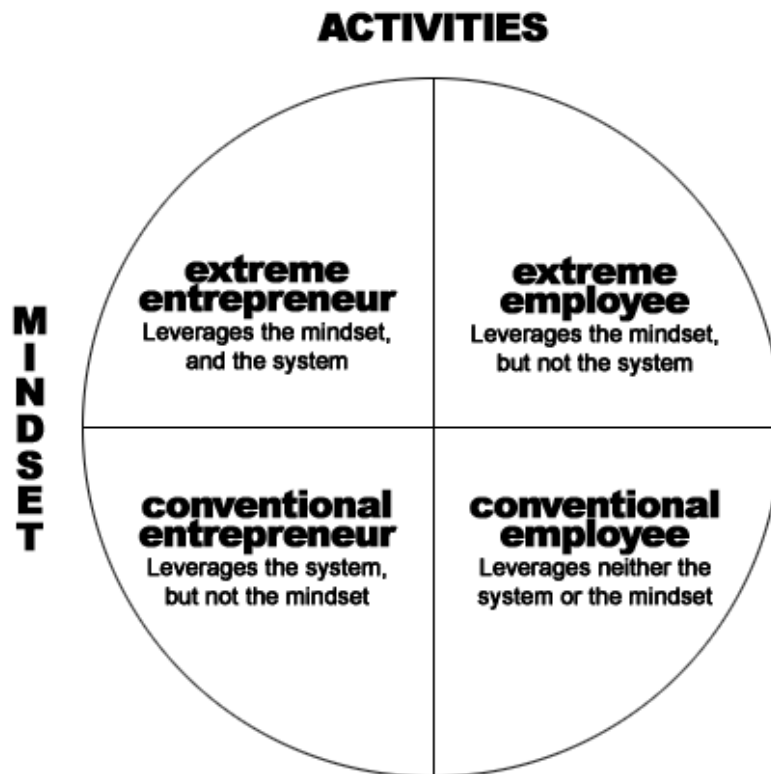 ACTIVITIES
MINDSET
extreme
entrepreneur
Leverages the mindset,
and the system
extreme
employee
Leverages the mindset,
but not the system
conventional
entrepreneur
Leverages the system,
but not the mindset
conventional
employee
Leverages neither the
system or the mindset